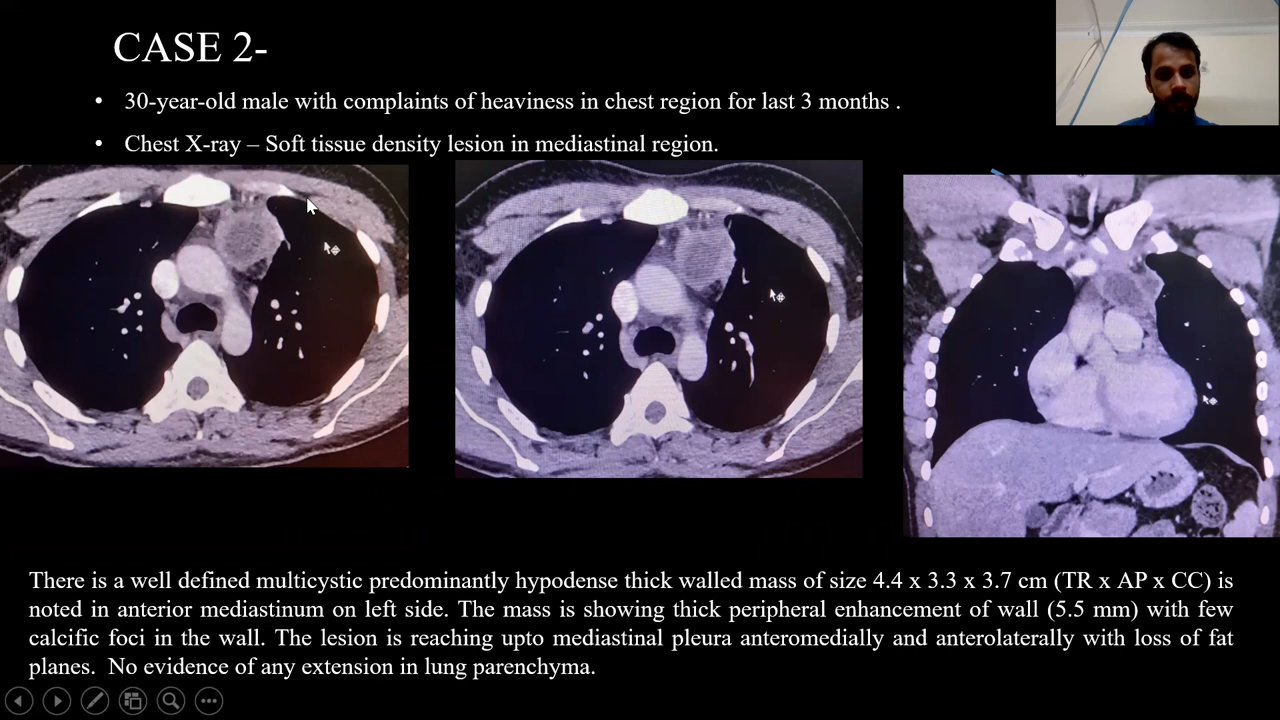 CASE 2-
• 30-year-old male with complaints of heaviness in chest region for last 3 months .
• Chest X-ray – Soft tissue density lesion in mediastinal region.
There is a well defined multicystic predominantly hypodense thick walled mass of size 4.4 x 3.3 x 3.7 cm (TR x AP x CC) is
noted in anterior mediastinum on left side. The mass is showing thick peripheral enhancement of wall (5.5 mm) with few
calcific foci in the wall. The lesion is reaching upto mediastinal pleura anteromedially and anterolaterally with loss of fat
planes. No evidence of any extension in lung parenchyma.